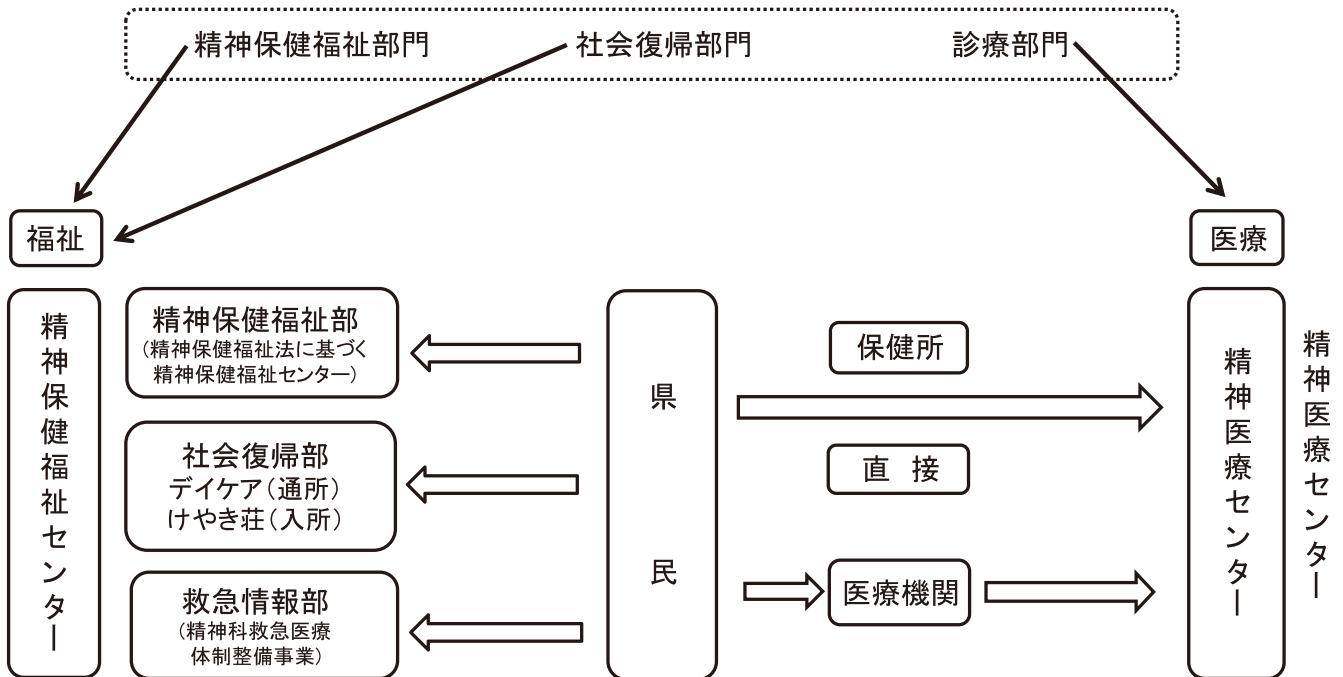 精神保健福祉部門
社会復帰部門
診療部門
福祉
医療
精神保健福祉センター
精神保健福祉部
(精神保健福祉法に基づく
精神保健福祉センター)
社会復帰部
デイケア(通所)
けやき荘(入所)
救急情報部
(精神科救急医療
体制整備事業)
県民
保健所
直接
医療機関
精神医療センター
精神医療センター